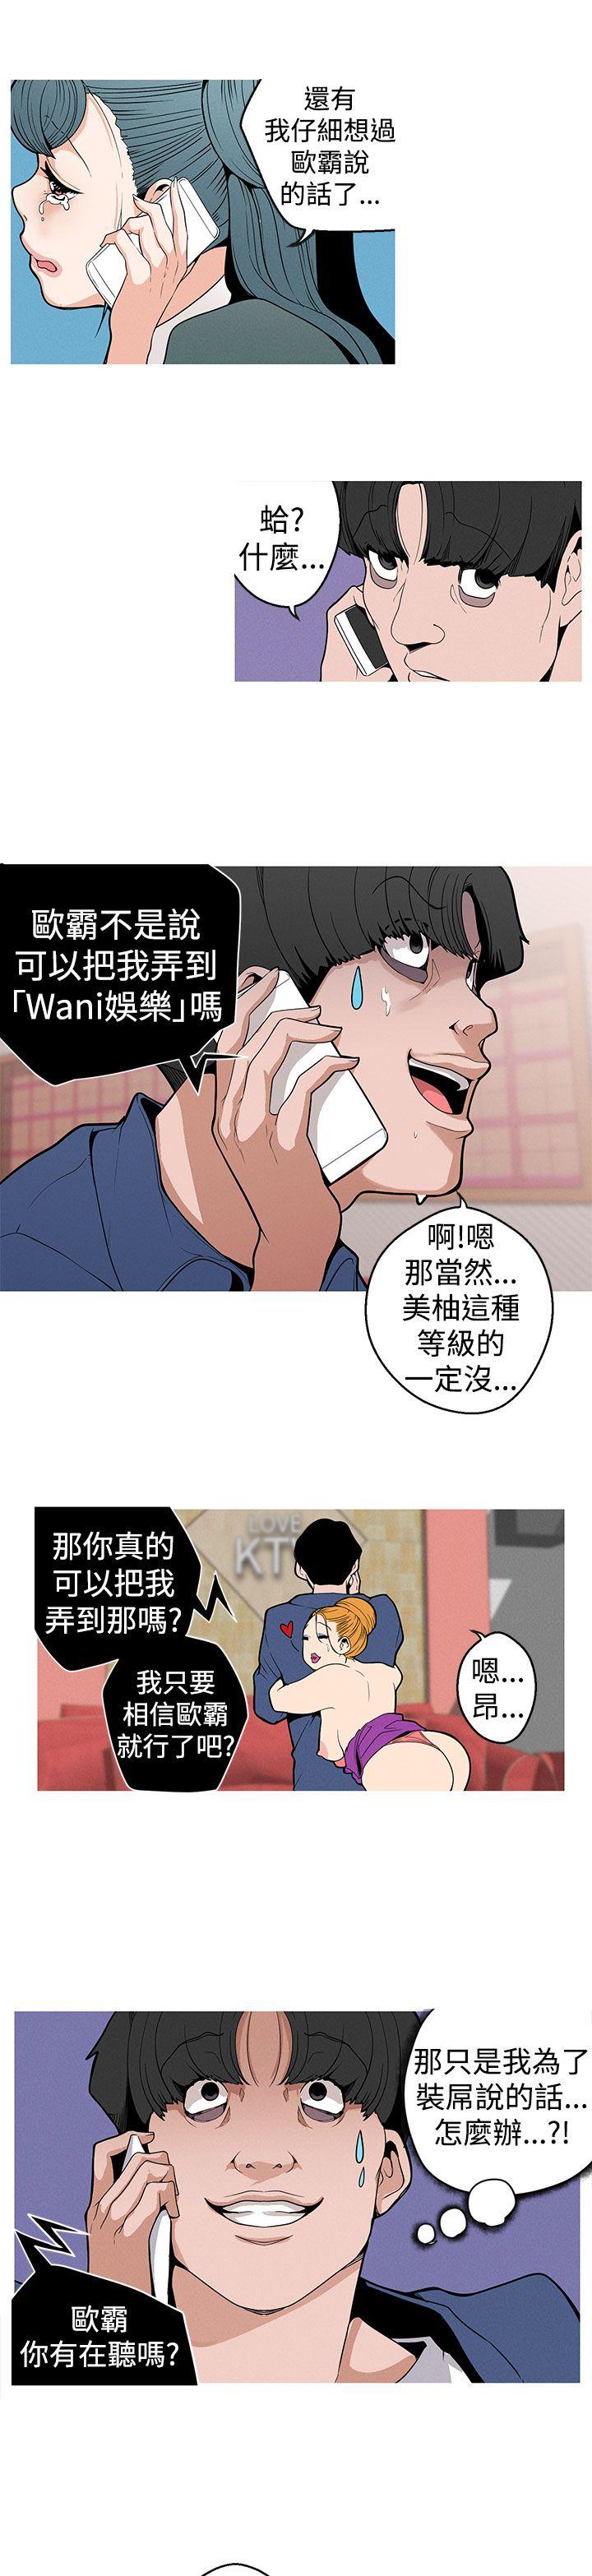 還有
我仔細想過
歐霸說
的話了...
蛤?
什麼...
歐霸不是說
可以把我弄到
「Wani娛樂」嗎
啊!嗯
那當然...
美柚這種
等級的
一定沒...
LOVE
KTV
那你真的
可以把我
弄到那嗎?
我只要
相信歐霸
就行了吧?
嗯...
昂...
那只是我為了
裝屌說的話...
怎麼辦...?!
歐霸
你有在聽嗎?